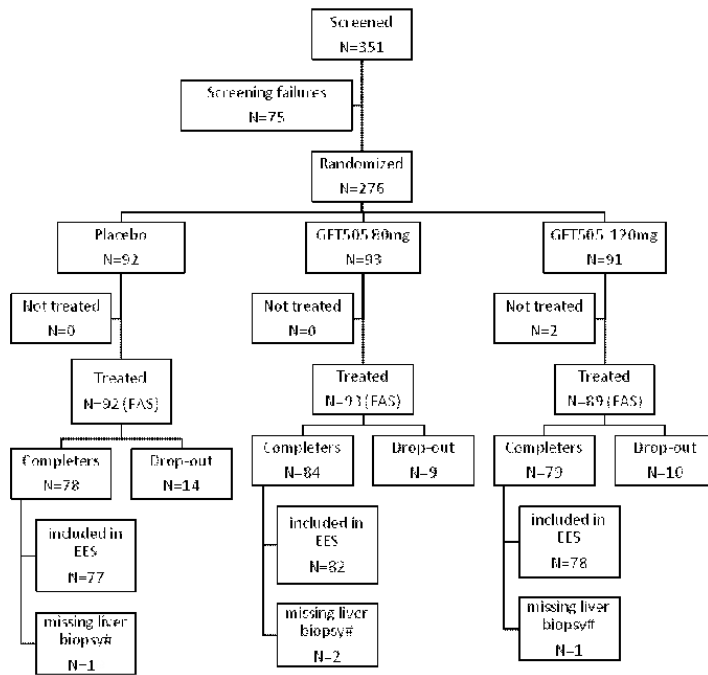 Screened
N=351
Screening failures
N=75
Randomized
N=276
Placebo
N=92
GFT505 80mg
N=93
GFT505 120mg
N=91
Not treated
N=0
Not treated
N=0
Not treated
N=2
Treated
N=92 (FAS)
Treated
N=93 (FAS)
Treated
N=89 (FAS)
Completers
N=78
Drop-out
N=14
Completers
N=84
Drop-out
N=9
Completers
N=79
Drop-out
N=10
included in
EES
N=77
included in
EES
N=82
included in
EES
N=78
missing liver
biopsy#
N=1
missing liver
biopsy#
N=2
missing liver
biopsy#
N=1